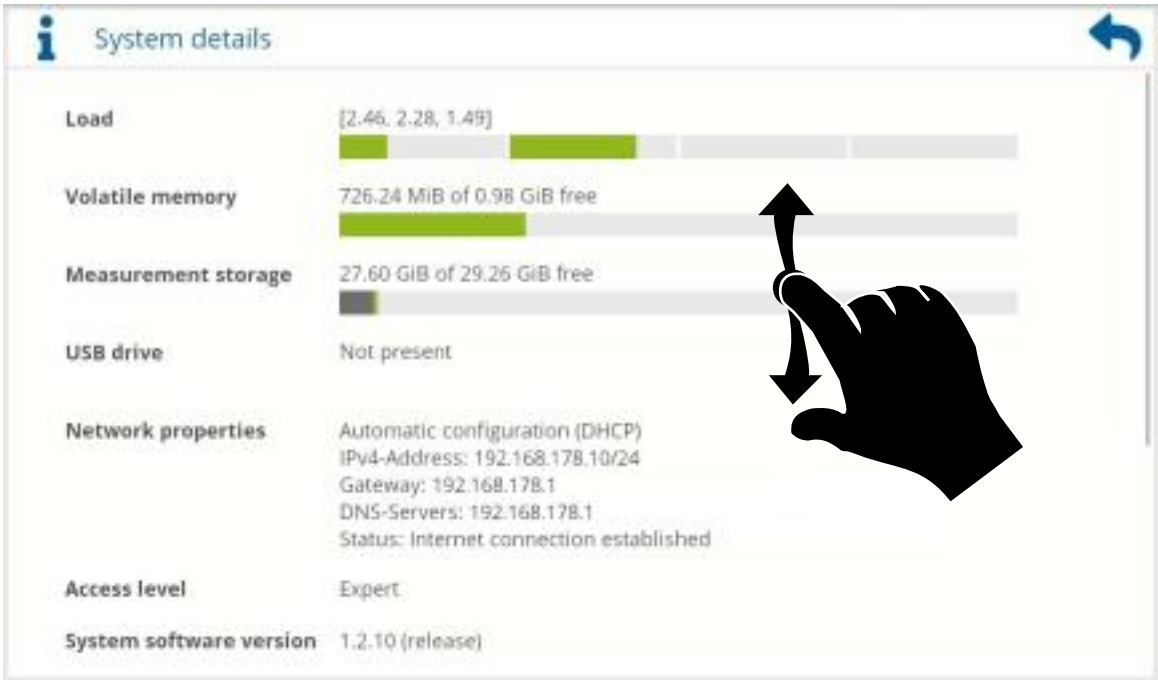 System details
Load
[2.46, 2.28, 1.49]
Volatile memory
726.24 MiB of 0.98 GiB free
Measurement storage
27.60 GiB of 29.26 GiB free
USB drive
Not present
Network properties
Automatic configuration (DHCP)
IPv4-Address: 192.168.178.10/24
Gateway: 192.168.178.1
DNS-Servers: 192.168.178.1
Status: Internet connection established
Access level
Expert
System software version
1.2.10 (release)